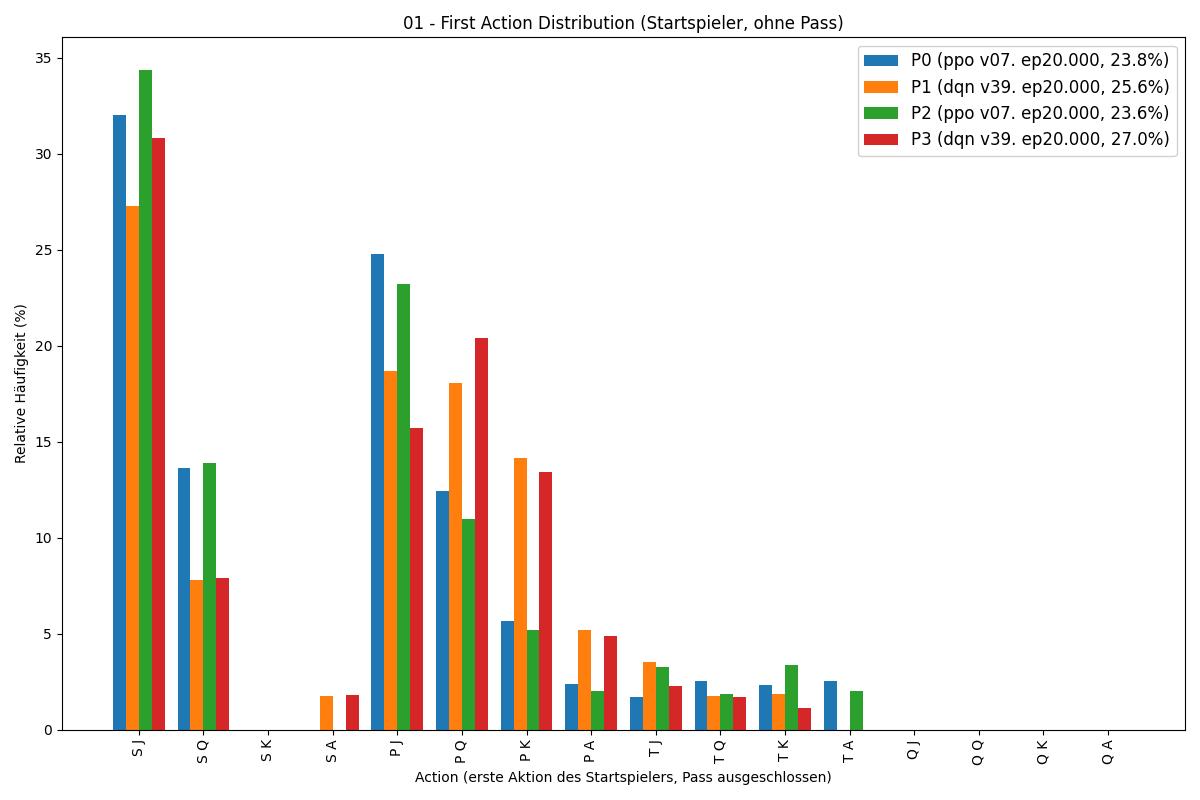 01 - First Action Distribution (Startspieler, ohne Pass)
P0 (ppo v07. ep20.000, 23.8%)
P1 (dqn v39. ep20.000, 25.6%)
P2 (ppo v07. ep20.000, 23.6%)
P3 (dqn v39. ep20.000, 27.0%)
Relative Häufigkeit (%)
35
30
25
20
15
10
5
0
S J
S Q
S K
S A
P J
P Q
P K
P A
T J
T Q
T K
T A
Q J
Q Q
Q K
Q A
Action (erste Aktion des Startspielers, Pass ausgeschlossen)